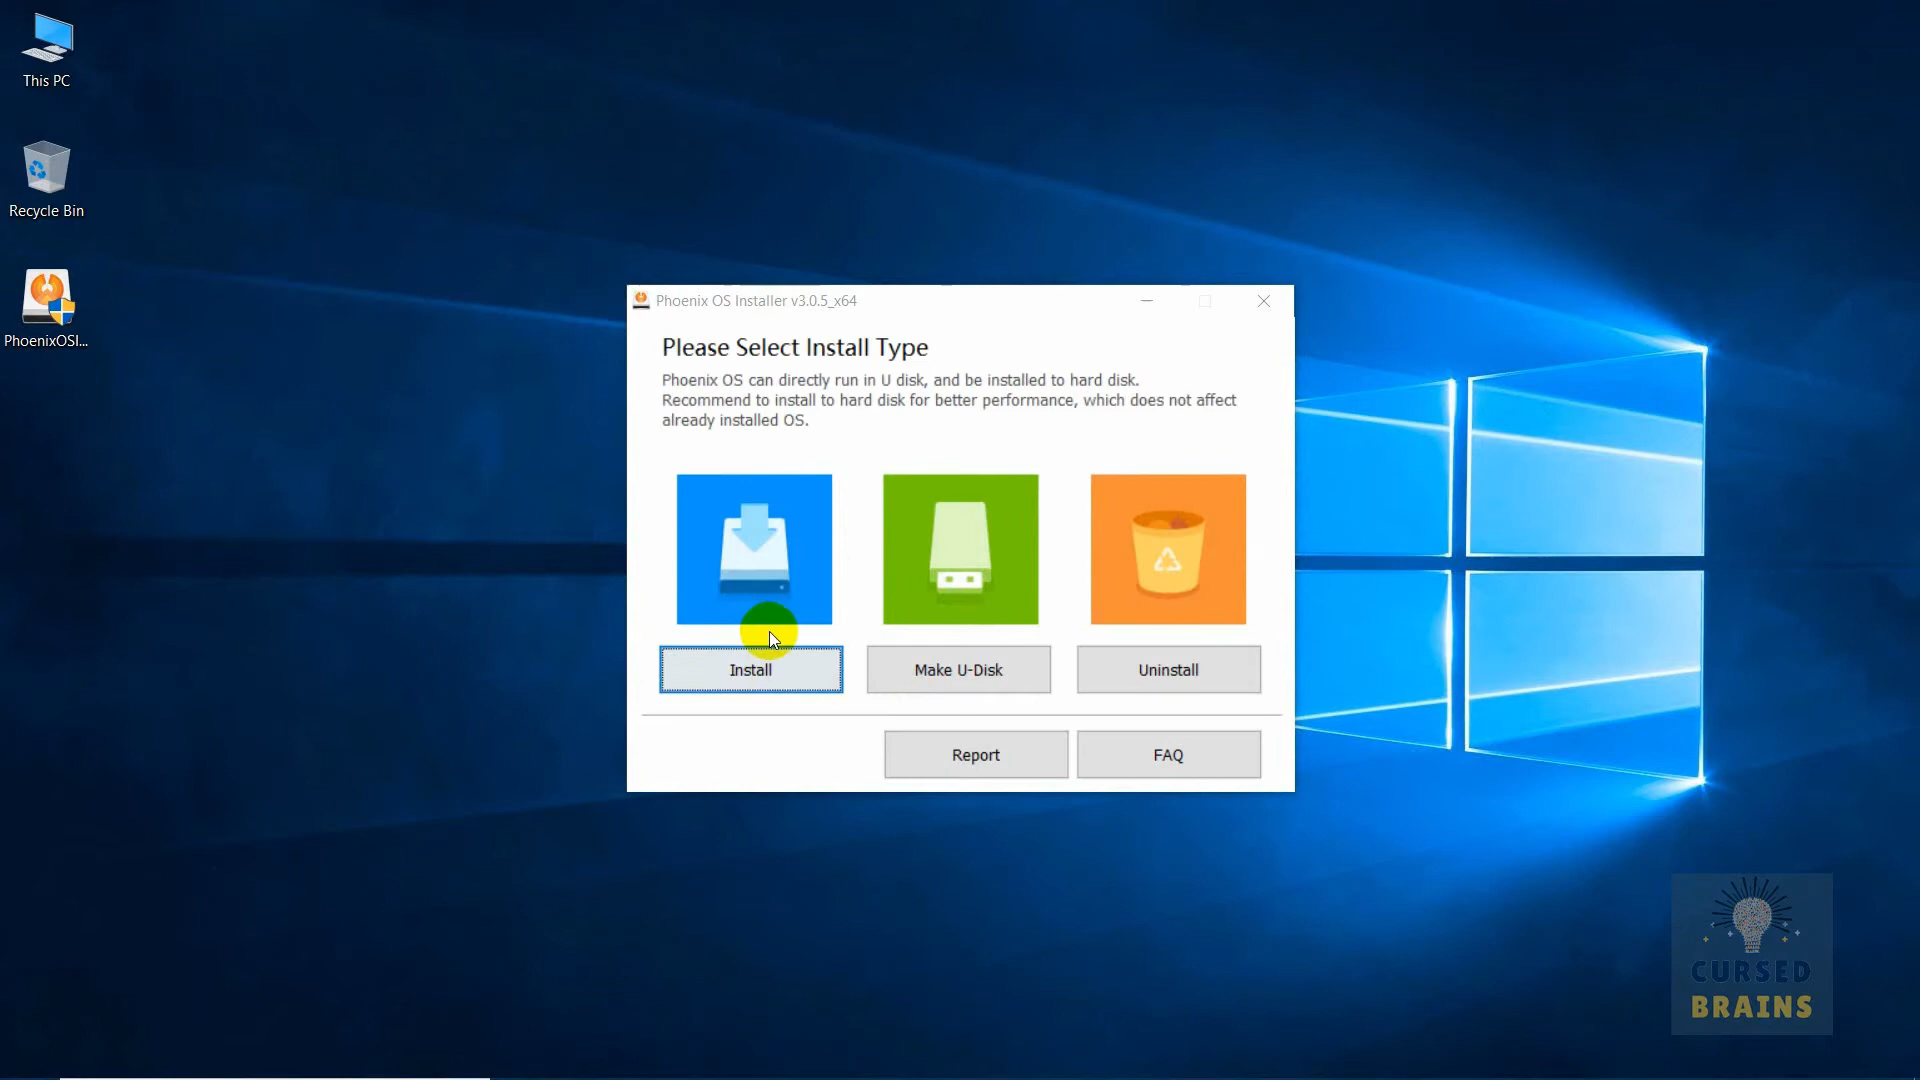 This PC
Recycle Bin
PhoenixOSI...
Phoenix OS Installer v3.0.5_x64
Please Select Install Type
Phoenix OS can directly run in U disk, and be installed to hard disk.
Recommend to install to hard disk for better performance, which does not affect
already installed OS.
Install
Make U-Disk
Uninstall
Report
FAQ
CURSED
BRAINS